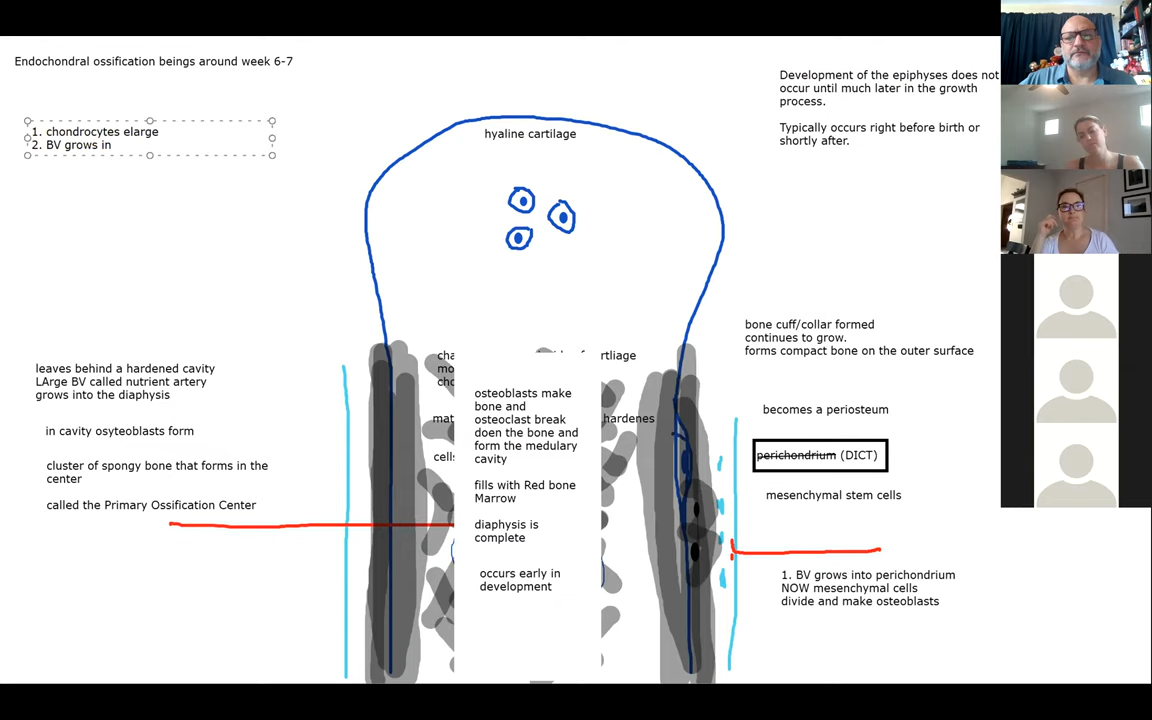 Endochondral ossification beings around week 6-7
1. chondrocytes elarge
2. BV grows in
hyaline cartilage
Development of the epiphyses does not
occur until much later in the growth
process.
Typically occurs right before birth or
shortly after.
leaves behind a hardened cavity
LArge BV called nutrient artery
grows into the diaphysis
in cavity osyteoblasts form
cluster of spongy bone that forms in the
center
called the Primary Ossification Center
osteoblasts make
bone and
osteoclast break
doen the bone and
form the medulary
cavity
fills with Red bone
Marrow
diaphysis is
complete
occurs early in
development
hardenes
bone cuff/collar formed
continues to grow.
forms compact bone on the outer surface
becomes a periosteum
perichondrium (DICT)
mesenchymal stem cells
1. BV grows into perichondrium
NOW mesenchymal cells
divide and make osteoblasts